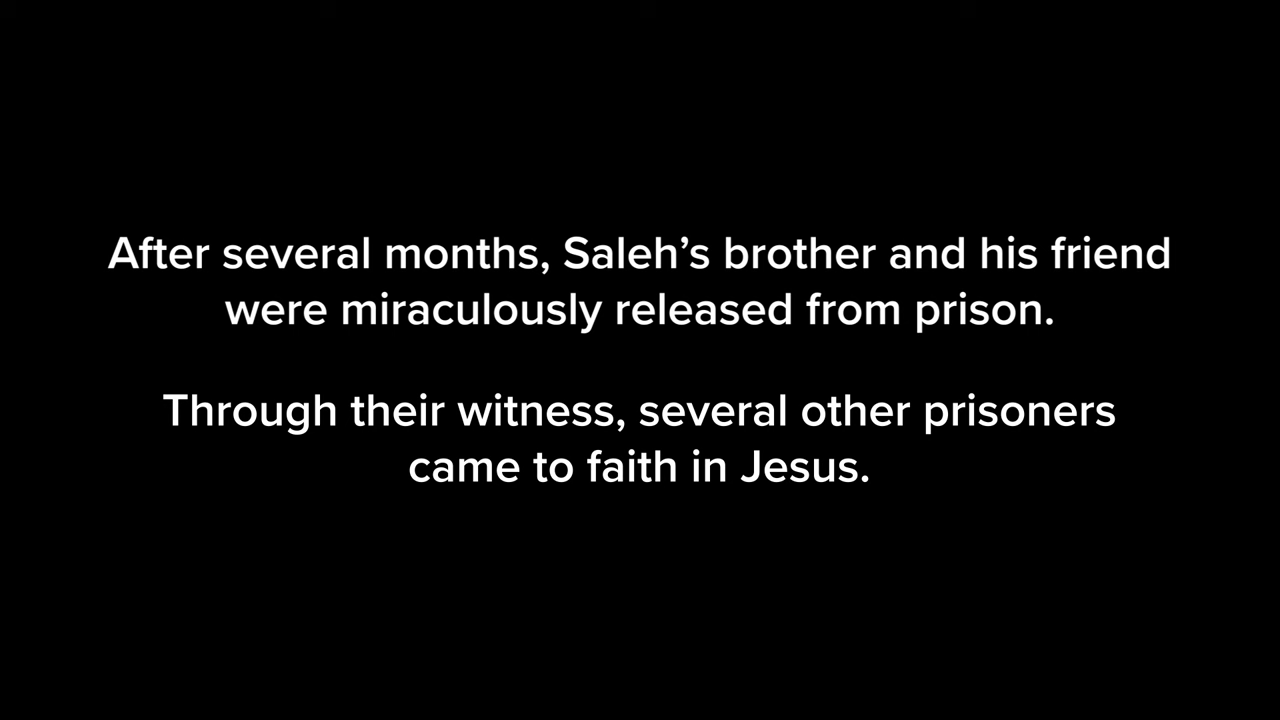 After several months, Saleh’s brother and his friend
were miraculously released from prison.
Through their witness, several other prisoners
came to faith in Jesus.